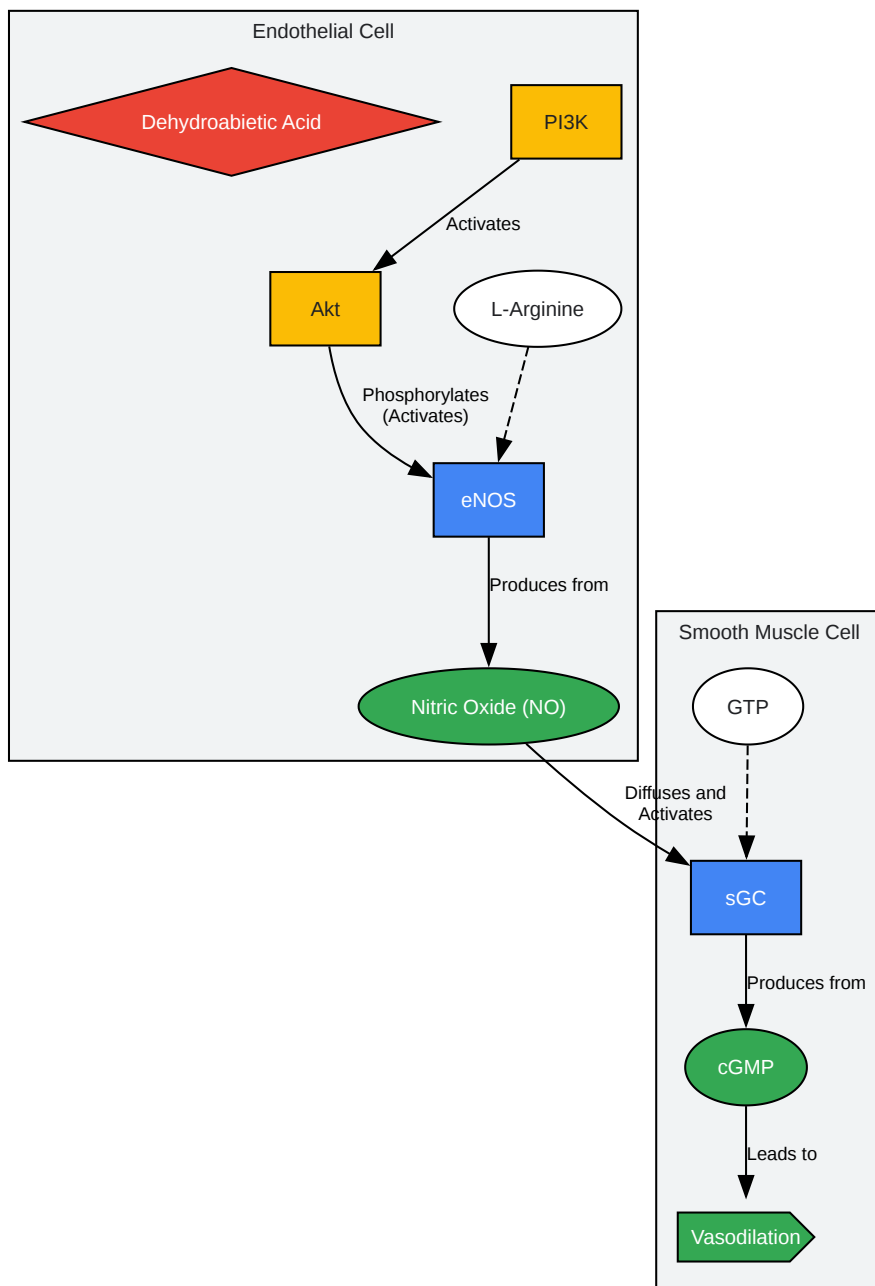 Endothelial Cell
Dehydroabietic Acid
PI3K
Activates
Akt
L-Arginine
Phosphorylates
(Activates)
eNOS
Produces from
Nitric Oxide (NO)
Smooth Muscle Cell
GTP
Diffuses and
Activates
sGC
Produces from
cGMP
Leads to
Vasodilation